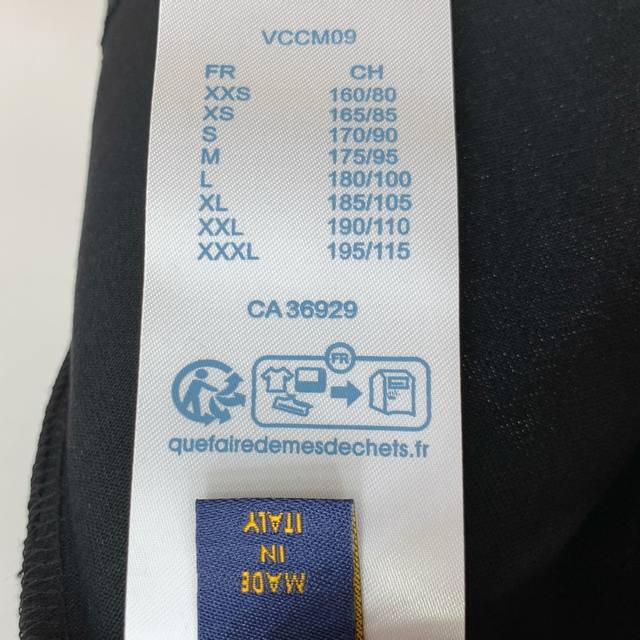 VCCM09
FR CH
XXS 160/80
XS 165/85
S 170/90
M 175/95
L 180/100
XL 185/105
XXL 190/110
XXXL 195/115
CA 36929
FR
quefairedemesdechets.fr
MADE
IN
ITALY